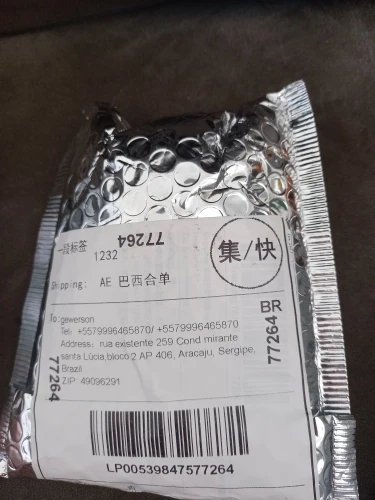 一段标签
1232
77264
集/快
Shipping: AE 巴西合单
To: gewerson
Tel: +5579996465870/ +5579996465870
Address: rua existente 259 Cond mirante
santa Lúcia,bloco 2 AP 406, Aracaju, Sergipe,
Brazil
ZIP: 49096291
77264
77264 BR
LP00539847577264